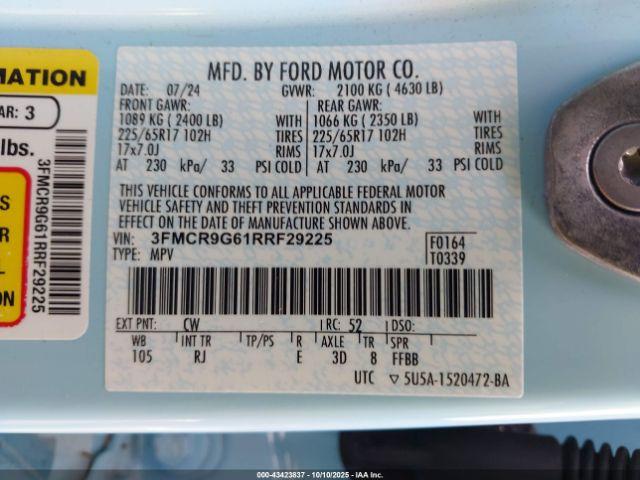 MFD. BY FORD MOTOR CO.
DATE: 07/24 GVWR: 2100 KG ( 4630 LB)
FRONT GAWR: REAR GAWR:
1089 KG ( 2400 LB) WITH 1066 KG ( 2350 LB) WITH
225/65R17 102H TIRES 225/65R17 102H TIRES
17x7.0J RIMS 17x7.0J RIMS
AT 230 kPa/ 33 PSI COLD AT 230 kPa/ 33 PSI COLD
THIS VEHICLE CONFORMS TO ALL APPLICABLE FEDERAL MOTOR
VEHICLE SAFETY AND THEFT PREVENTION STANDARDS IN
EFFECT ON THE DATE OF MANUFACTURE SHOWN ABOVE.
VIN: 3FMCR9G61RRF29225 F0164
TYPE: MPV T0339
EXT PNT: CW RC: 52 DSO:
WB INT TR TP/PS R AXLE TR SPR
105 RJ E 3D 8 FFBB
UTC ▽ 5U5A-1520472-BA
MATION
AR: 3
lbs.
S
R
L
ON
3FMCR9G61RRF29225
000-43423837 - 10/10/2025 - IAA Inc.